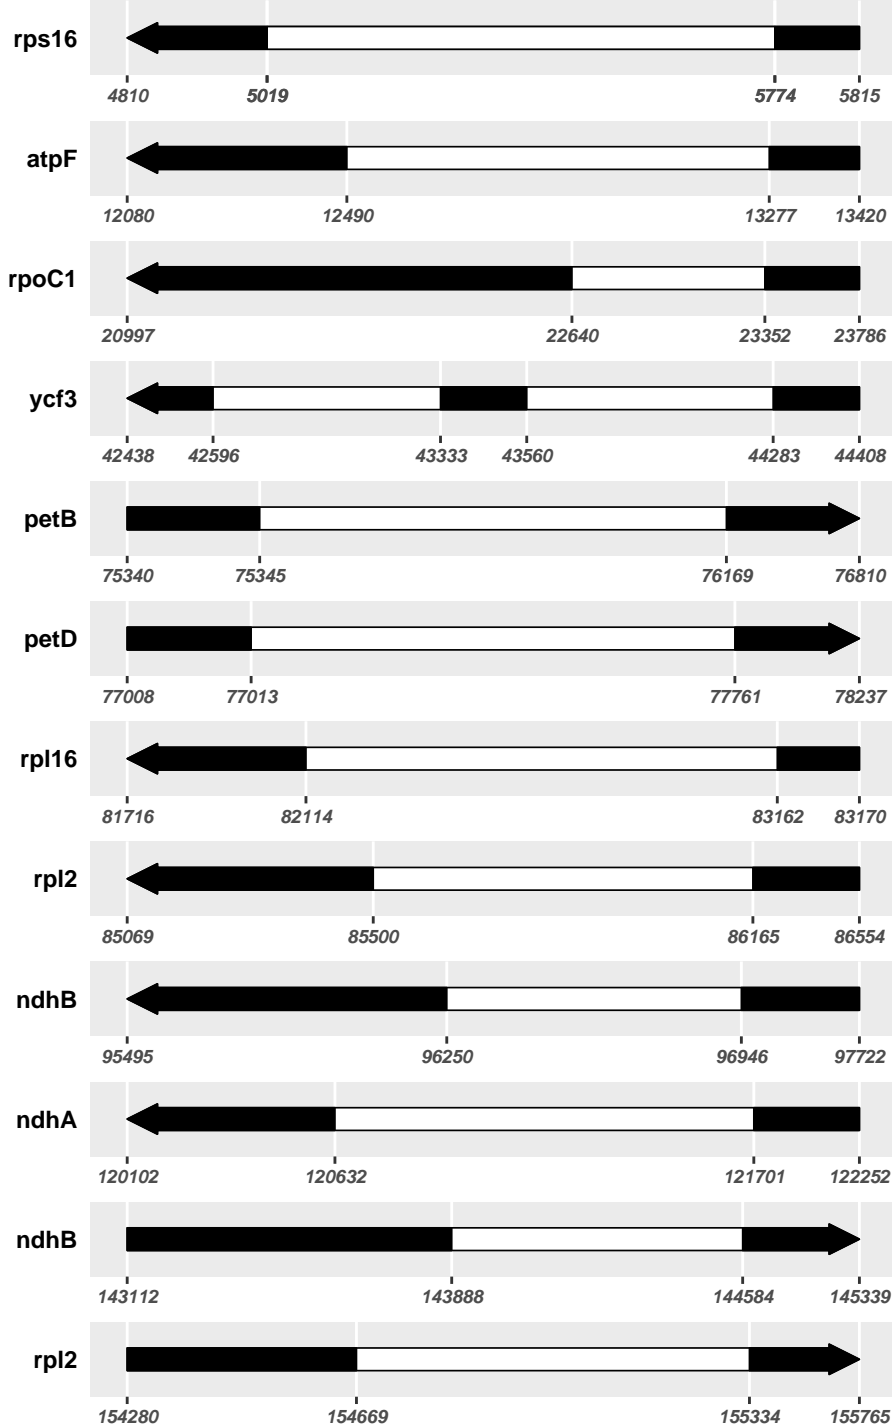 rps16
4810 5019 5774 5815
atpF
12080 12490 13277 13420
rpoC1
20997 22640 23352 23786
ycf3
42438 42596 43333 43560 44283 44408
petB
75340 75345 76169 76810
petD
77008 77013 77761 78237
rpl16
81716 82114 83162 83170
rpl2
85069 85500 86165 86554
ndhB
95495 96250 96946 97722
ndhA
120102 120632 121701 122252
ndhB
143112 143888 144584 145339
rpl2
154280 154669 155334 155765